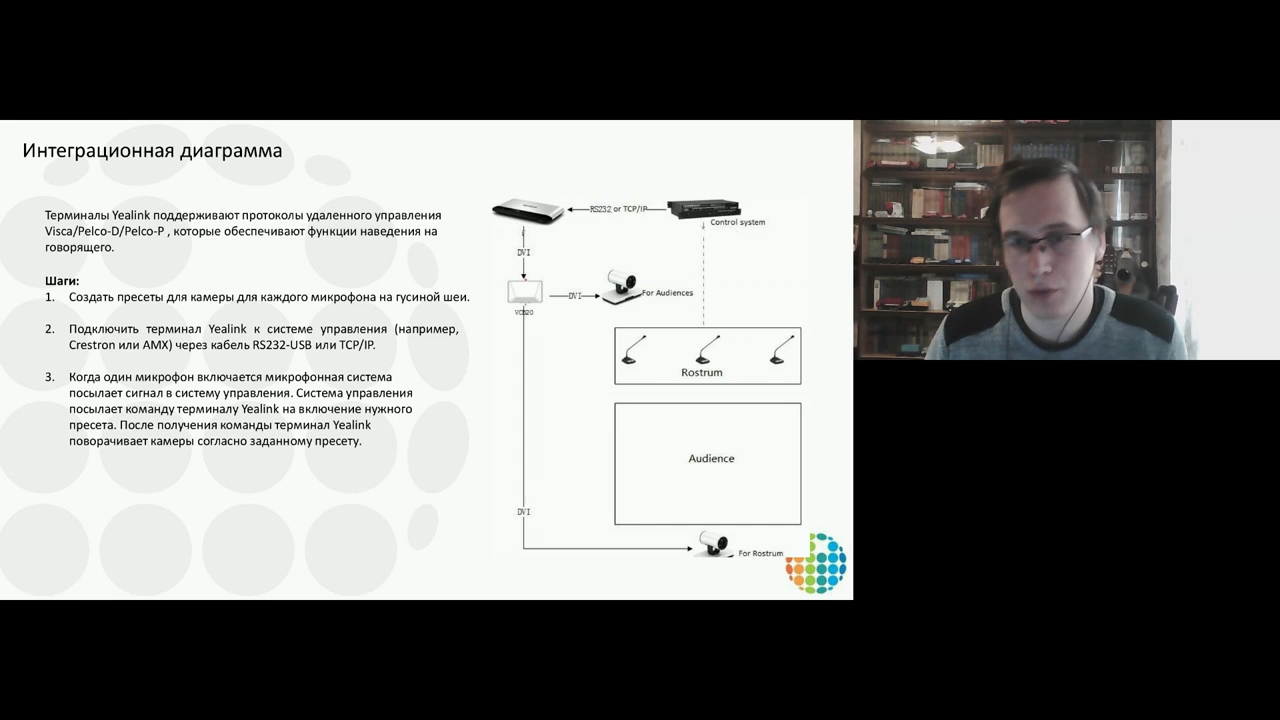 Интеграционная диаграмма
Терминалы Yealink поддерживают протоколы удаленного управления
Visca/Pelco-D/Pelco-P , которые обеспечивают функции наведения на
говорящего.
Шаги:
1. Создать пресеты для камеры для каждого микрофона на гусиной шеи.
2. Подключить терминал Yealink к системе управления (например,
Crestron или AMX) через кабель RS232-USB или TCP/IP.
3. Когда один микрофон включается микрофонная система
посылает сигнал в систему управления. Система управления
посылает команду терминалу Yealink на включение нужного
пресета. После получения команды терминал Yealink
поворачивает камеры согласно заданному пресету.
RS232 or TCP/IP
Control system
DVI
DVI
For Audiences
Rostrum
Audience
DVI
For Rostrum